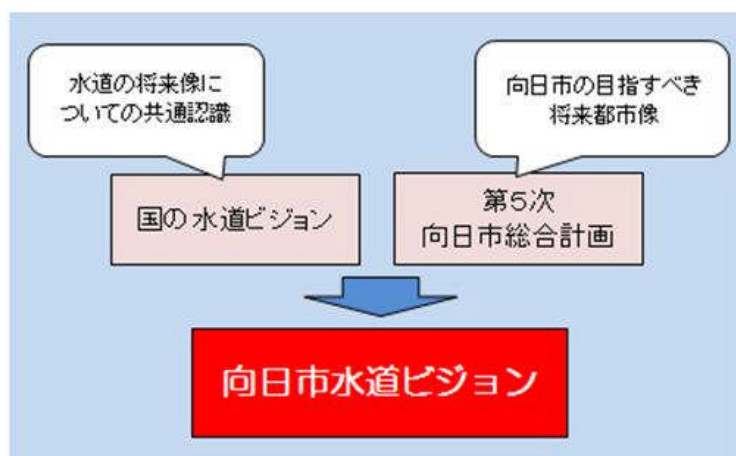 水道の将来像に
ついての共通認識
向日市の目指すべき
将来都市像
国の水道ビジョン
第5次
向日市総合計画
向日市水道ビジョン